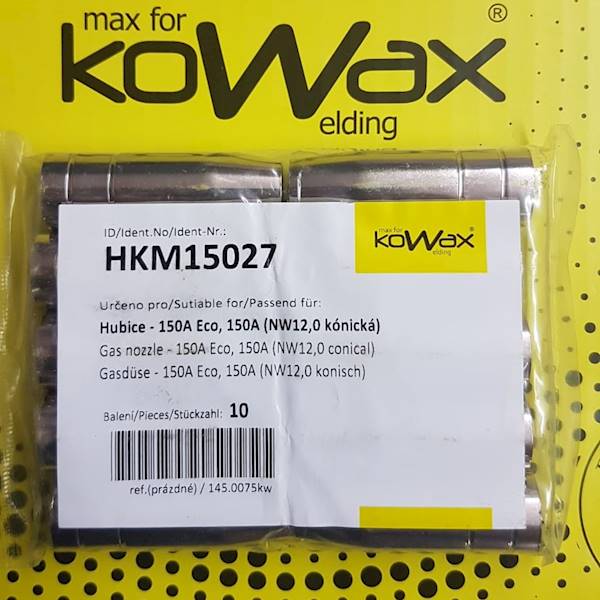 max for
koWax®
elding
ID/Ident.No/Ident-Nr.:
HKM15027
max for
koWax®
elding
Určeno pro/Sutiable for/Passend für:
Hubice - 150A Eco, 150A (NW12,0 kónická)
Gas nozzle - 150A Eco, 150A (NW12,0 conical)
Gasdüse - 150A Eco, 150A (NW12,0 konisch)
Balení/Pieces/Stückzahl: 10
ref.(prázdné) / 145.0075kw